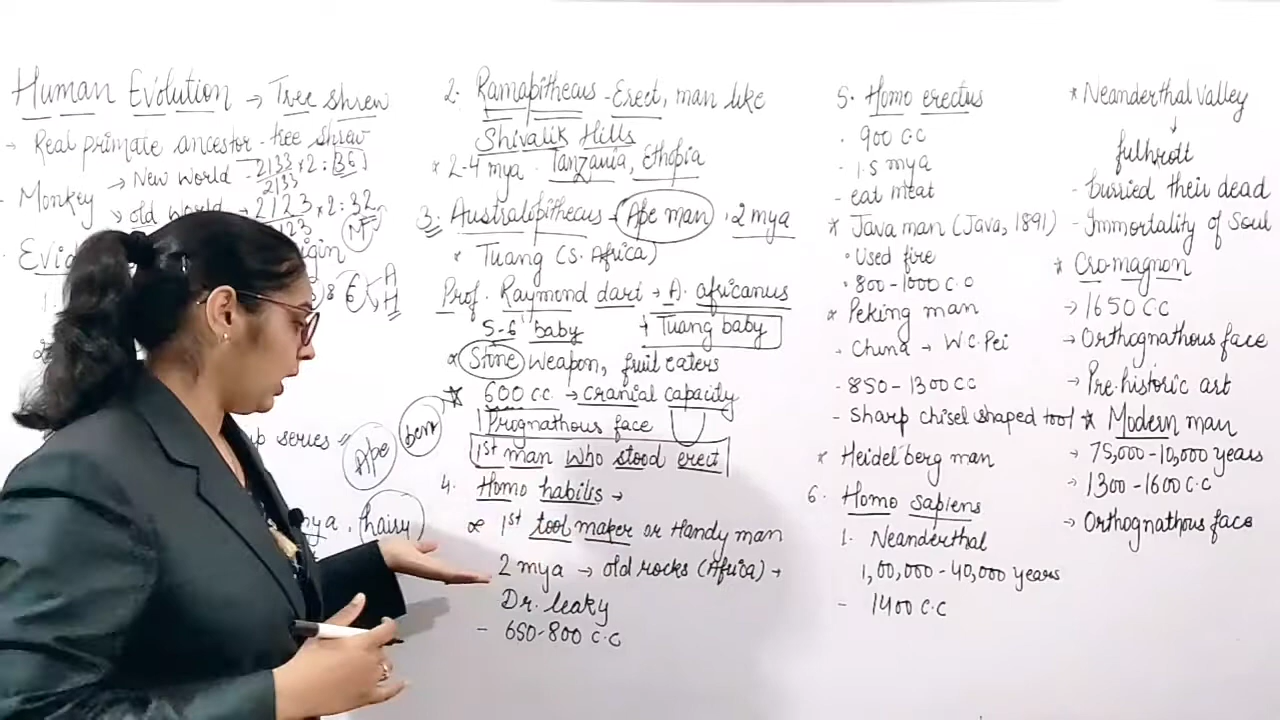 Human Evolution → Tree shrew
→ Real primate ancestor - tree shrew
- Monkey → New World - 2133/2133 × 2 : 36
→ old World → 2123/2123 × 2 : 32
Evi
igin
1.
A
H
up series
Ape
ben
mya. (hairy)
2. Ramapithecus - Erect, man like
Shivalik Hills
* 2-4 mya - Tanzania, Ethopia
3. Australopithecus - Ape man, 2 mya
* Tuang (S. Africa)
Prof. Raymond dart → A. africanus
5-6 baby → Tuang baby
Stone weapon, fruit eaters
600 c.c. → cranial capacity
Prognathous face
1st man who stood erect
4. Homo habilis →
1st tool maker or Handy man
2 mya → old rocks (Africa) →
Dr. leaky
- 650-800 c.c
5. Homo erectus
· 900 cc
- 1.5 mya
- eat meat
* Java man (Java, 1891)
· Used fire
· 800-1000 c.c
* Peking man
→ China → W C. Pei
- 850-1300 cc
- Sharp chisel shaped tool
* Heidelberg man
6. Homo sapiens
1. Neanderthal
1,00,000-40,000 years
- 1400 c.c
* Neanderthal valley
↓
fulhrott
- burried their dead
- Immortality of Soul
* Cro-magnon
→ 1650 CC
→ Orthognathous face
→ Pre-historic art
* Modern man
→ 75,000-10,000 years
→ 1300-1600 c.c
→ Orthognathous face